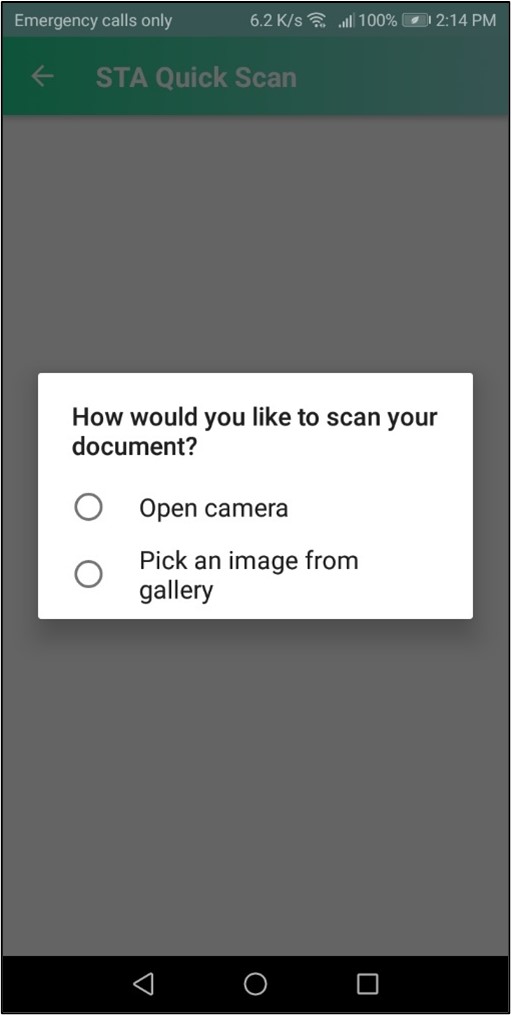 Emergency calls only 6.2 K/s 100% 2:14 PM
STA Quick Scan
How would you like to scan your
document?
Open camera
Pick an image from
gallery